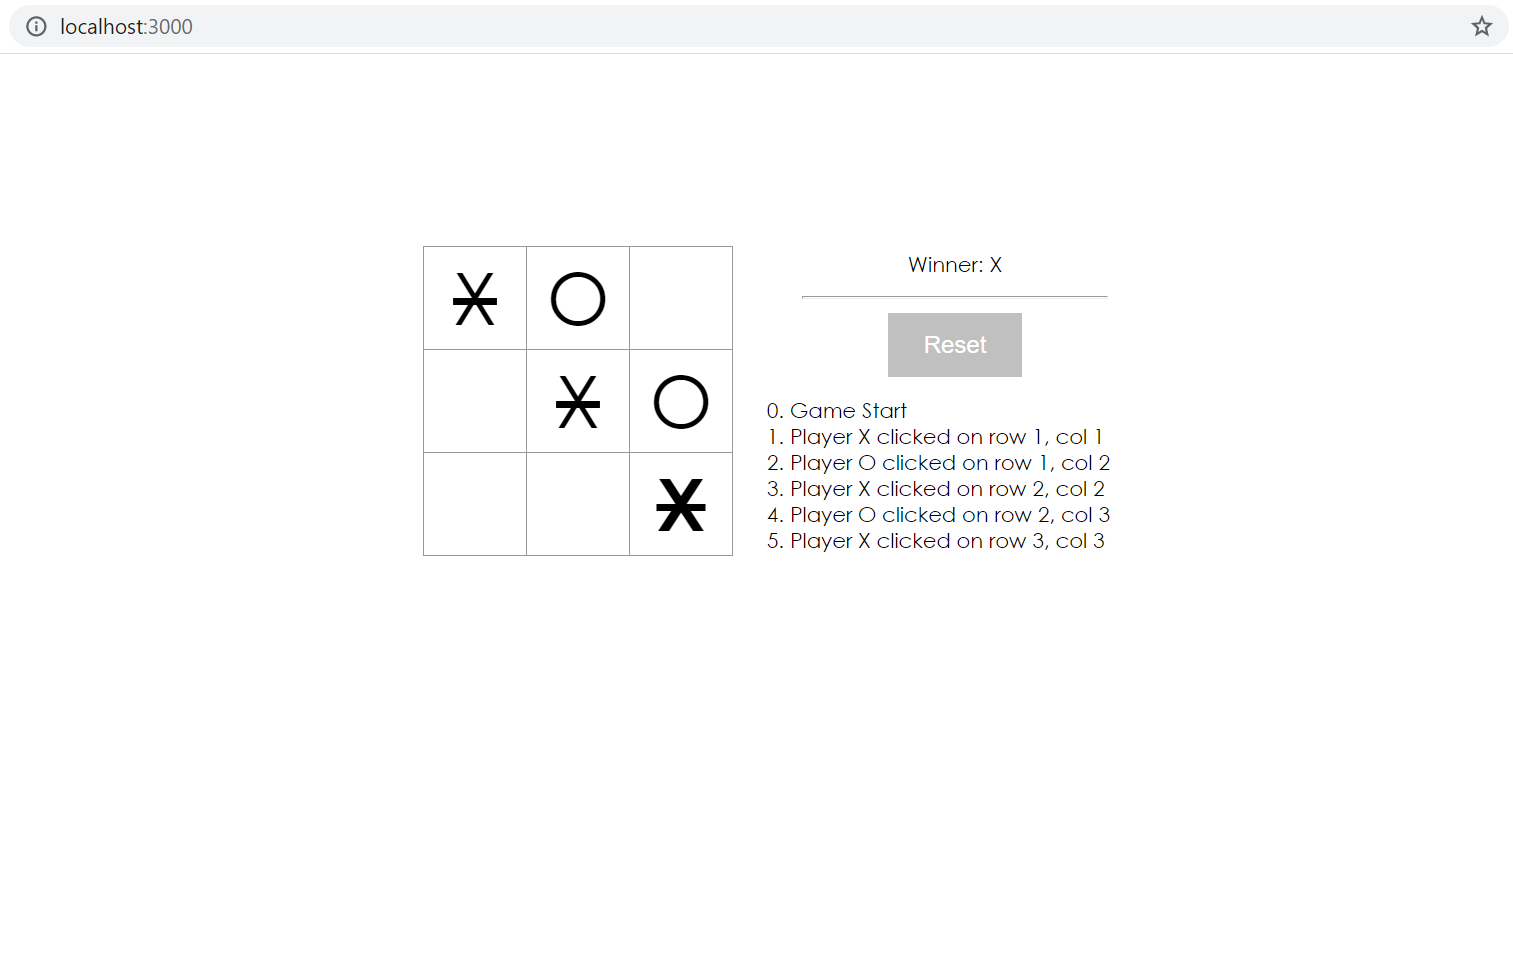 localhost:3000
X O
X O
X
Winner: X
Reset
0. Game Start
1. Player X clicked on row 1, col 1
2. Player O clicked on row 1, col 2
3. Player X clicked on row 2, col 2
4. Player O clicked on row 2, col 3
5. Player X clicked on row 3, col 3